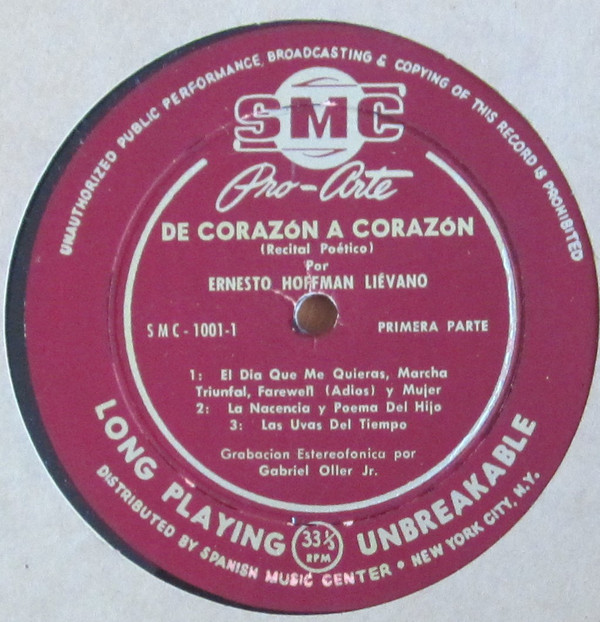 UNAUTHORIZED PUBLIC PERFORMANCE, BROADCASTING & COPYING OF THIS RECORD IS PROHIBITED
SMC
Pro-Arte
DE CORAZÓN A CORAZÓN
(Recital Poético)
Por
ERNESTO HOFFMAN LIÉVANO
SMC-1001-1 PRIMERA PARTE
1: El Dia Que Me Quieras, Marcha
Triunfal, Farewell (Adios) y Mujer
2: La Nacencia y Poema Del Hijo
3: Las Uvas Del Tiempo
Grabacion Estereofonica por
Gabriel Oller Jr.
LONG PLAYING 33⅓ RPM UNBREAKABLE
DISTRIBUTED BY SPANISH MUSIC CENTER • NEW YORK CITY, N.Y.